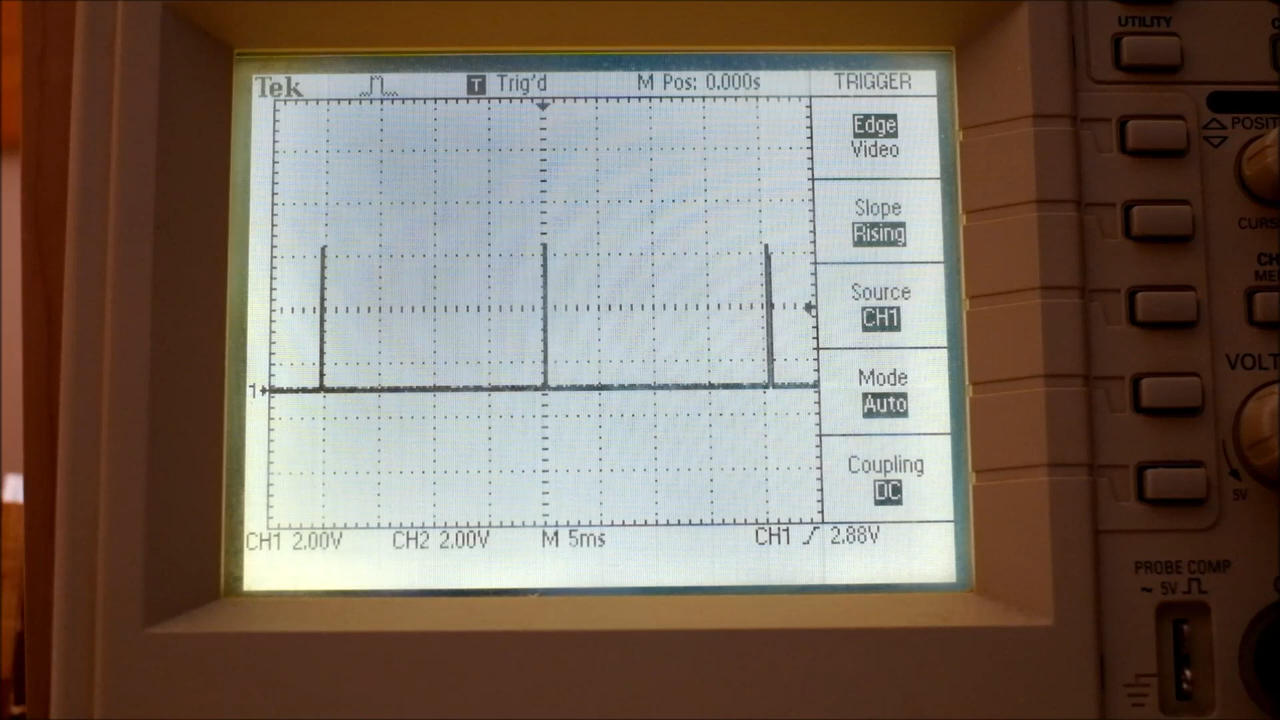 UTILITY
Tek T Trig'd M Pos: 0.000s TRIGGER
Edge
Video
Slope
Rising
Source
CH1
Mode
Auto
Coupling
DC
1
CH1 2.00V CH2 2.00V M 5ms CH1 2.88V
5V
PROBE COMP
~ 5V